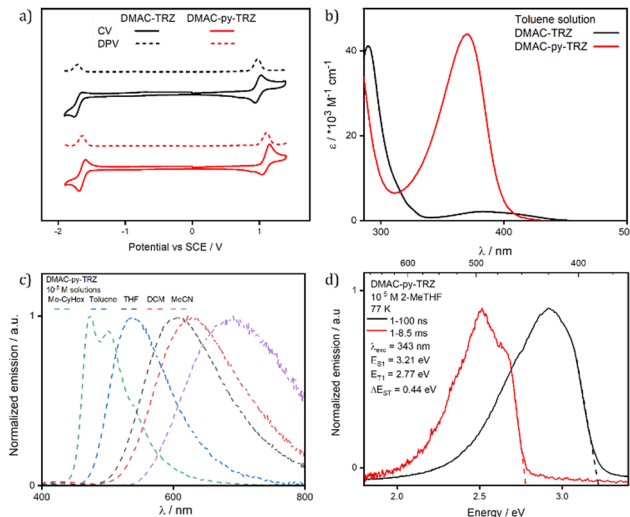 a)
DMAC-TRZ DMAC-py-TRZ
CV
DPV
-2 -1 0 1
Potential vs SCE / V
b)
Toluene solution
DMAC-TRZ
DMAC-py-TRZ
ε / *10³ M⁻¹ cm⁻¹
40
20
0
300 400 50
λ / nm
c)
DMAC-py-TRZ
10⁻⁵ M solutions
Me-CyHex Toluene THF DCM MeCN
Normalized emission / a.u.
1
0
400 600 800
λ / nm
d)
600 500 400
DMAC-py-TRZ
10⁻⁵ M 2-MeTHF
77 K
1-100 ns
1-8.5 ms
λexc = 343 nm
ES1 = 3.21 eV
ET1 = 2.77 eV
ΔEST = 0.44 eV
Normalized emission / a.u.
1
0
2.0 2.5 3.0
Energy / eV